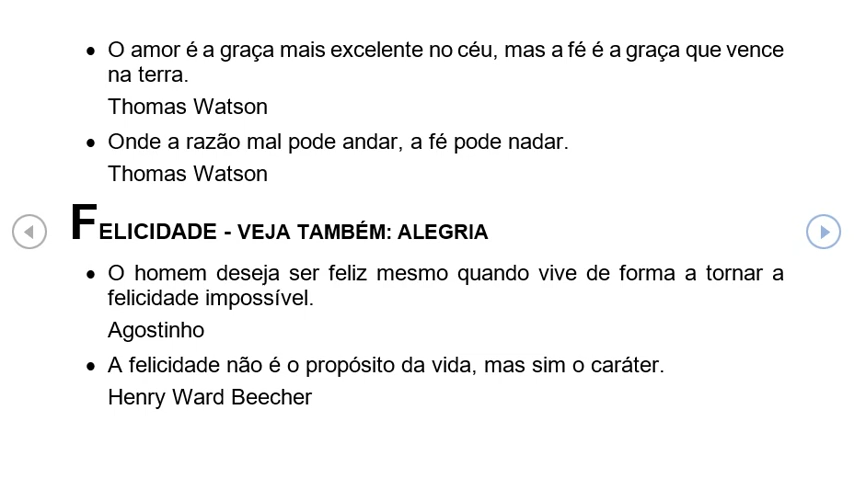 • O amor é a graça mais excelente no céu, mas a fé é a graça que vence
na terra.
Thomas Watson
• Onde a razão mal pode andar, a fé pode nadar.
Thomas Watson
FELICIDADE - VEJA TAMBÉM: ALEGRIA
• O homem deseja ser feliz mesmo quando vive de forma a tornar a
felicidade impossível.
Agostinho
• A felicidade não é o propósito da vida, mas sim o caráter.
Henry Ward Beecher